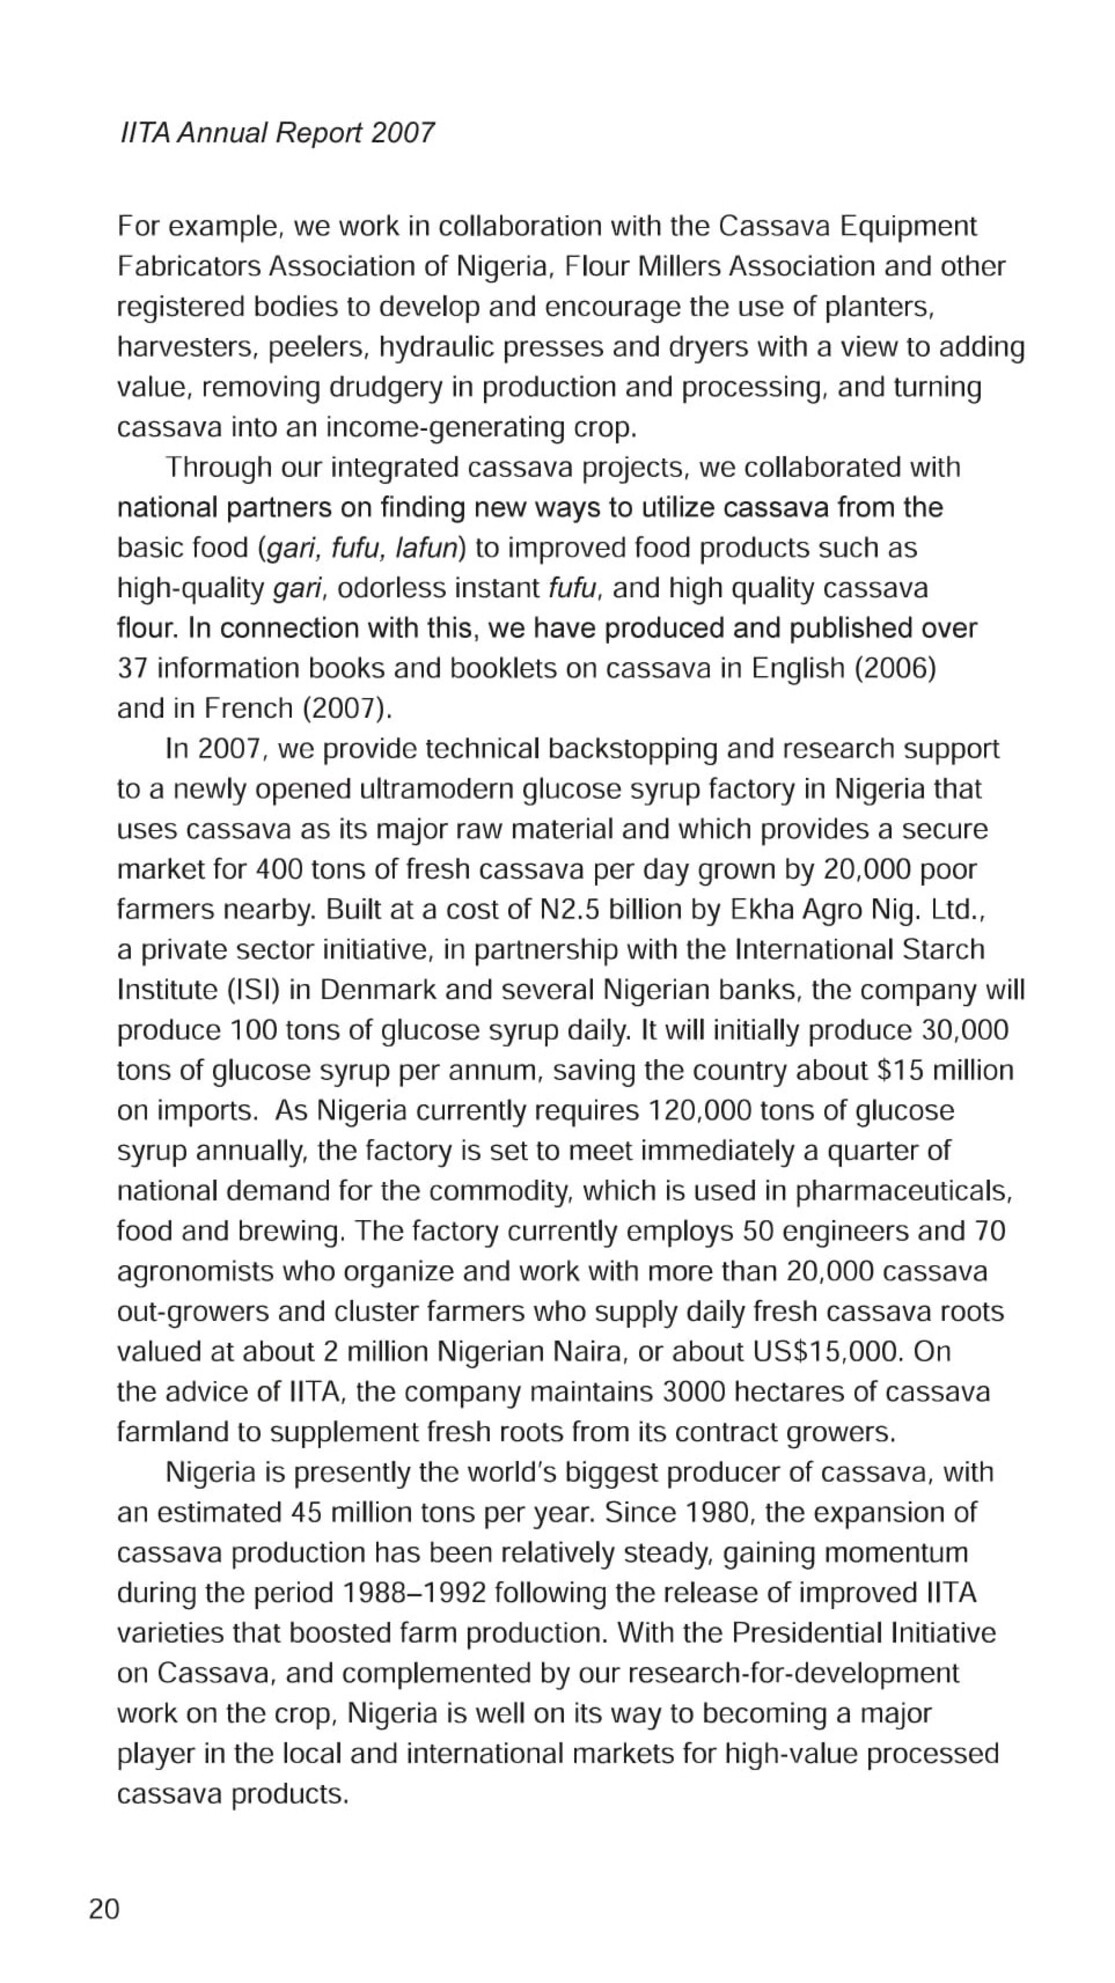 IITA Annual Report 2007
For example, we work in collaboration with the Cassava Equipment
Fabricators Association of Nigeria, Flour Millers Association and other
registered bodies to develop and encourage the use of planters,
harvesters, peelers, hydraulic presses and dryers with a view to adding
value, removing drudgery in production and processing, and turning
cassava into an income-generating crop.
Through our integrated cassava projects, we collaborated with
national partners on finding new ways to utilize cassava from the
basic food (gari, fufu, lafun) to improved food products such as
high-quality gari, odorless instant fufu, and high quality cassava
flour. In connection with this, we have produced and published over
37 information books and booklets on cassava in English (2006)
and in French (2007).
In 2007, we provide technical backstopping and research support
to a newly opened ultramodern glucose syrup factory in Nigeria that
uses cassava as its major raw material and which provides a secure
market for 400 tons of fresh cassava per day grown by 20,000 poor
farmers nearby. Built at a cost of N2.5 billion by Ekha Agro Nig. Ltd.,
a private sector initiative, in partnership with the International Starch
Institute (ISI) in Denmark and several Nigerian banks, the company will
produce 100 tons of glucose syrup daily. It will initially produce 30,000
tons of glucose syrup per annum, saving the country about $15 million
on imports.  As Nigeria currently requires 120,000 tons of glucose
syrup annually, the factory is set to meet immediately a quarter of
national demand for the commodity, which is used in pharmaceuticals,
food and brewing. The factory currently employs 50 engineers and 70
agronomists who organize and work with more than 20,000 cassava
out-growers and cluster farmers who supply daily fresh cassava roots
valued at about 2 million Nigerian Naira, or about US$15,000. On
the advice of IITA, the company maintains 3000 hectares of cassava
farmland to supplement fresh roots from its contract growers.
Nigeria is presently the world's biggest producer of cassava, with
an estimated 45 million tons per year. Since 1980, the expansion of
cassava production has been relatively steady, gaining momentum
during the period 1988–1992 following the release of improved IITA
varieties that boosted farm production. With the Presidential Initiative
on Cassava, and complemented by our research-for-development
work on the crop, Nigeria is well on its way to becoming a major
player in the local and international markets for high-value processed
cassava products.
20